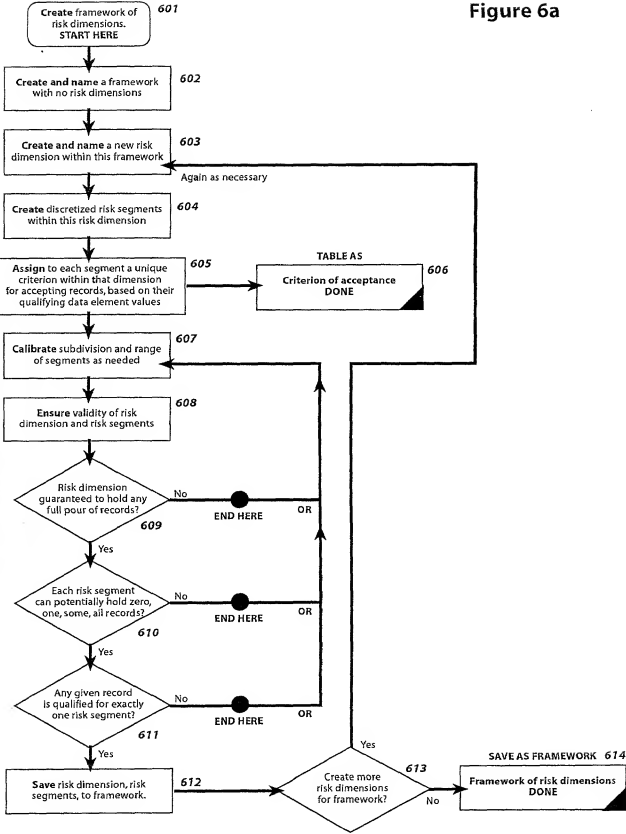 Figure 6a
Create framework of
risk dimensions.
START HERE
601
Create and name a framework
with no risk dimensions
602
Create and name a new risk
dimension within this framework
603
Again as necessary
Create discretized risk segments
within this risk dimension
604
Assign to each segment a unique
criterion within that dimension
for accepting records, based on their
qualifying data element values
605
TABLE AS
Criterion of acceptance
DONE
606
Calibrate subdivision and range
of segments as needed
607
Ensure validity of risk
dimension and risk segments
608
Risk dimension
guaranteed to hold any
full pour of records?
609
No
END HERE
OR
Yes
Each risk segment
can potentially hold zero,
one, some, all records?
610
No
END HERE
OR
Yes
Any given record
is qualified for exactly
one risk segment?
611
No
END HERE
OR
Yes
Save risk dimension, risk
segments, to framework.
612
Create more
risk dimensions
for framework?
613
Yes
No
SAVE AS FRAMEWORK 614
Framework of risk dimensions
DONE